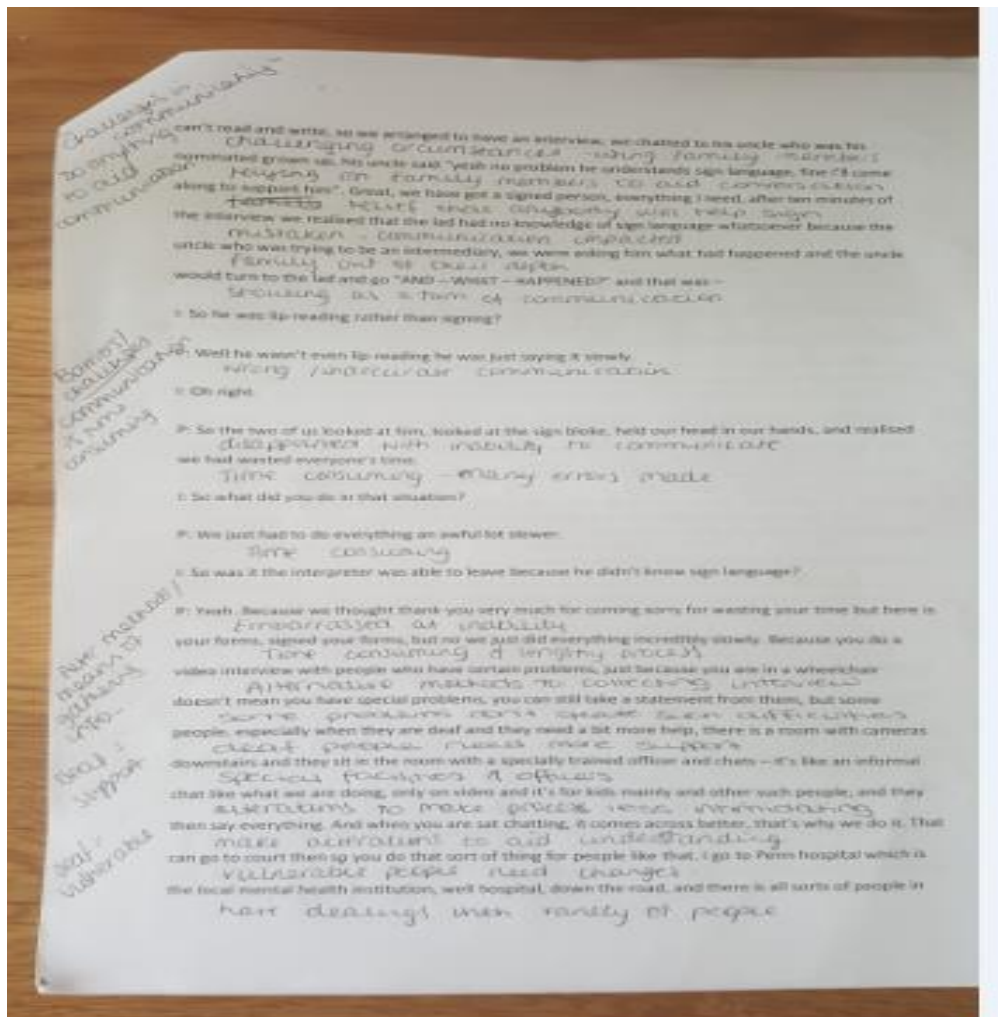 challenges in communicating -
can't read and write, so we arranged to have an interview, we chatted to his uncle who was his
challenging circumstances - using family members
do anything to aid communication
nominated grown up, his uncle said "yeah no problem he understands sign language, fine I'll come
relying on family members to aid conversation
along to support him". Great, we have got a signed person, everything I need, after ten minutes of
belief that anybody will help sign
the interview we realised that the lad had no knowledge of sign language whatsoever because the
mistaken - communication impacted
uncle who was trying to be an intermediary, we were asking him what had happened and the uncle
family out of their depth
would turn to the lad and go "AND – WHAT – HAPPENED?" and that was –
shouting as a form of communication
I: So he was lip reading rather than signing?
Barriers/
challenges
communication
is time
consuming
P: Well he wasn't even lip reading he was just saying it slowly.
wrong / inaccurate communication
I: Oh right.
P: So the two of us looked at him, looked at the sign bloke, held our head in our hands, and realised
disappointed with inability to communicate
we had wasted everyone's time.
Time consuming - many errors made
I: So what did you do in that situation?
P: We just had to do everything an awful lot slower.
Time consuming
I: So was it the interpreter was able to leave because he didn't know sign language?
P: Yeah. Because we thought thank you very much for coming sorry for wasting your time but here is
Embarrassed at inability
your forms, signed your forms, but no we just did everything incredibly slowly. Because you do a
Time consuming & lengthy process
Alt methods/
means of
gathering
info -
video interview with people who have certain problems, just because you are in a wheelchair
Alternative methods to collecting interview
doesn't mean you have special problems, you can still take a statement from them, but some
some problems don't
people, especially when they are deaf and they need a bit more help, there is a room with cameras
deaf people need more support
Deaf -
support
downstairs and they sit in the room with a specially trained officer and chats – it's like an informal
Special facilities & officers
chat like what we are doing, only on video and it's for kids mainly and other such people, and they
alterations to make process less intimidating
then say everything. And when you are sat chatting, it comes across better, that's why we do it. That
make alterations to aid understanding
Deaf -
vulnerable
can go to court then so you do that sort of thing for people like that. I go to Penn hospital which is
vulnerable people need changes
the local mental health institution, well hospital, down the road, and there is all sorts of people in
have dealings with variety of people